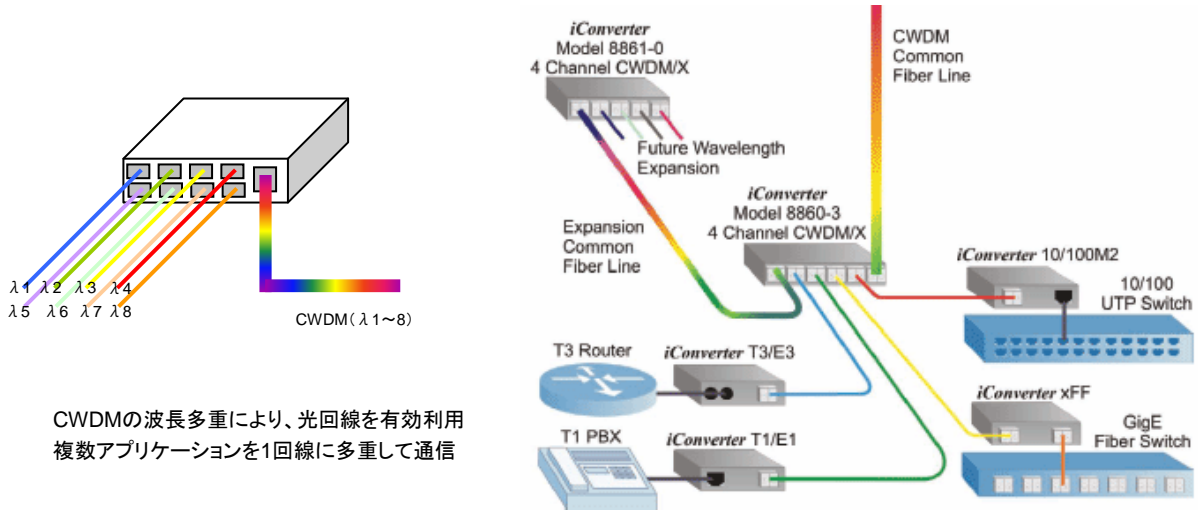 λ1 λ2 λ3 λ4
λ5 λ6 λ7 λ8
CWDM(λ1~8)
CWDMの波長多重により、光回線を有効利用
複数アプリケーションを1回線に多重して通信
iConverter
Model 8861-0
4 Channel CWDM/X
CWDM
Common
Fiber Line
Future Wavelength
Expansion
iConverter
Model 8860-3
4 Channel CWDM/X
Expansion
Common
Fiber Line
iConverter 10/100M2
10/100
UTP Switch
T3 Router
iConverter T3/E3
iConverter xFF
GigE
Fiber Switch
T1 PBX
iConverter T1/E1